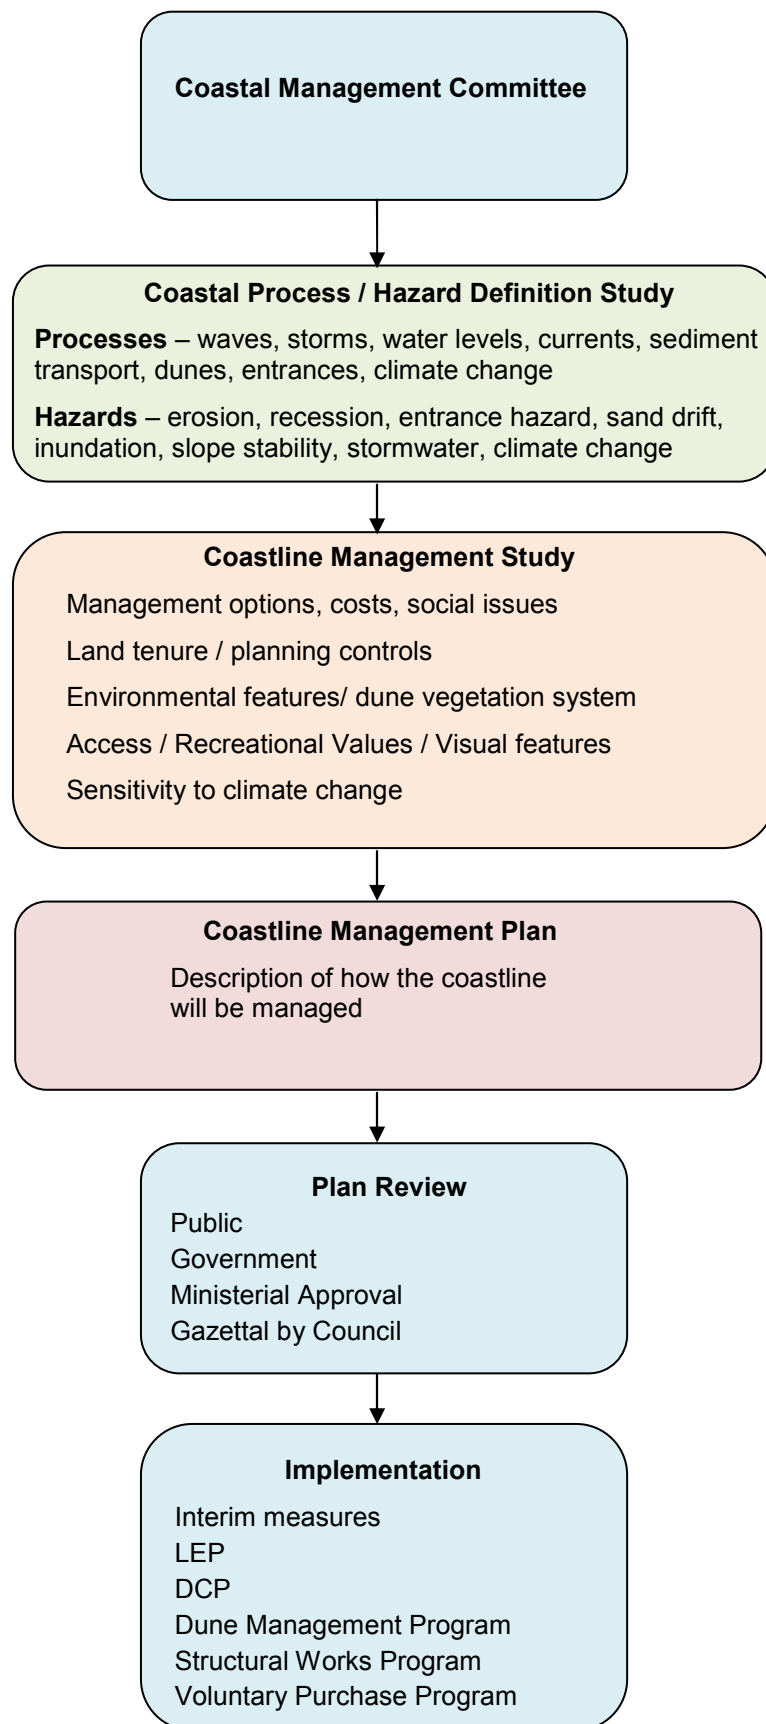 Coastal Management Committee
Coastal Process / Hazard Definition Study
Processes – waves, storms, water levels, currents, sediment
transport, dunes, entrances, climate change
Hazards – erosion, recession, entrance hazard, sand drift,
inundation, slope stability, stormwater, climate change
Coastline Management Study
Management options, costs, social issues
Land tenure / planning controls
Environmental features/ dune vegetation system
Access / Recreational Values / Visual features
Sensitivity to climate change
Coastline Management Plan
Description of how the coastline
will be managed
Plan Review
Public
Government
Ministerial Approval
Gazettal by Council
Implementation
Interim measures
LEP
DCP
Dune Management Program
Structural Works Program
Voluntary Purchase Program